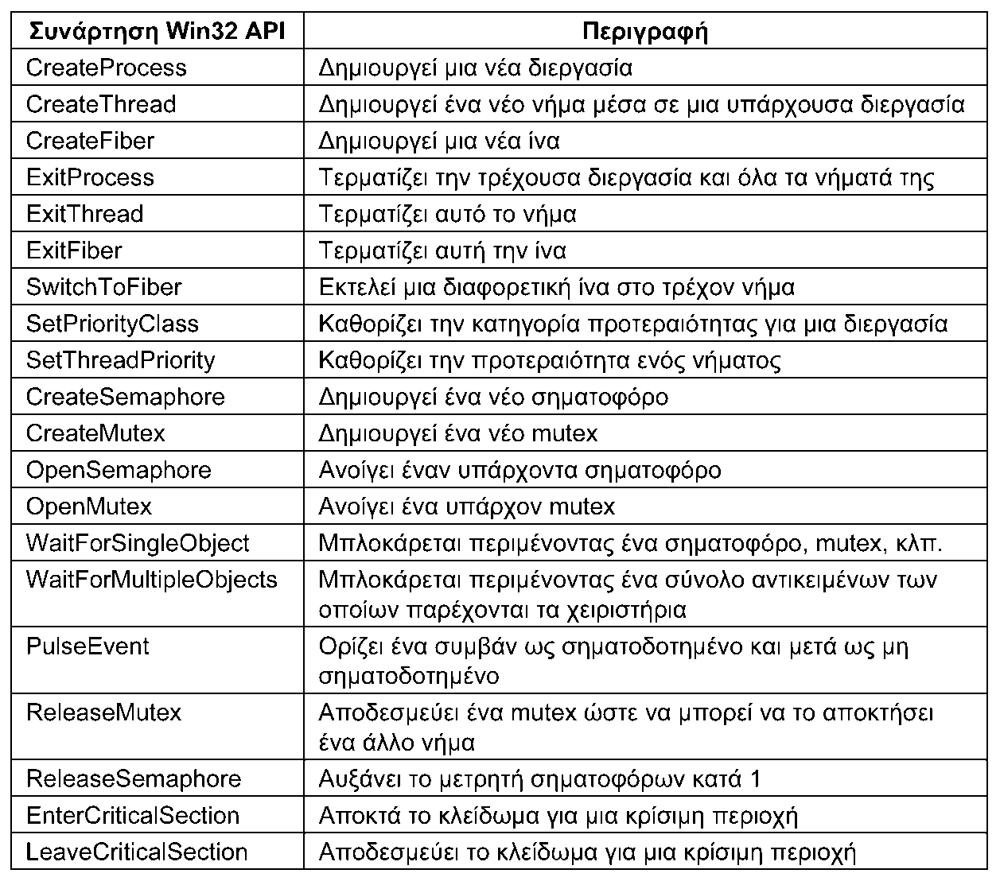 Συνάρτηση Win32 API Περιγραφή
CreateProcess Δημιουργεί μια νέα διεργασία
CreateThread Δημιουργεί ένα νέο νήμα μέσα σε μια υπάρχουσα διεργασία
CreateFiber Δημιουργεί μια νέα ίνα
ExitProcess Τερματίζει την τρέχουσα διεργασία και όλα τα νήματά της
ExitThread Τερματίζει αυτό το νήμα
ExitFiber Τερματίζει αυτή την ίνα
SwitchToFiber Εκτελεί μια διαφορετική ίνα στο τρέχον νήμα
SetPriorityClass Καθορίζει την κατηγορία προτεραιότητας για μια διεργασία
SetThreadPriority Καθορίζει την προτεραιότητα ενός νήματος
CreateSemaphore Δημιουργεί ένα νέο σηματοφόρο
CreateMutex Δημιουργεί ένα νέο mutex
OpenSemaphore Ανοίγει έναν υπάρχοντα σηματοφόρο
OpenMutex Ανοίγει ένα υπάρχον mutex
WaitForSingleObject Μπλοκάρεται περιμένοντας ένα σηματοφόρο, mutex, κλπ.
WaitForMultipleObjects Μπλοκάρεται περιμένοντας ένα σύνολο αντικειμένων των
οποίων παρέχονται τα χειριστήρια
PulseEvent Ορίζει ένα συμβάν ως σηματοδοτημένο και μετά ως μη
σηματοδοτημένο
ReleaseMutex Αποδεσμεύει ένα mutex ώστε να μπορεί να το αποκτήσει
ένα άλλο νήμα
ReleaseSemaphore Αυξάνει το μετρητή σηματοφόρων κατά 1
EnterCriticalSection Αποκτά το κλείδωμα για μια κρίσιμη περιοχή
LeaveCriticalSection Αποδεσμεύει το κλείδωμα για μια κρίσιμη περιοχή